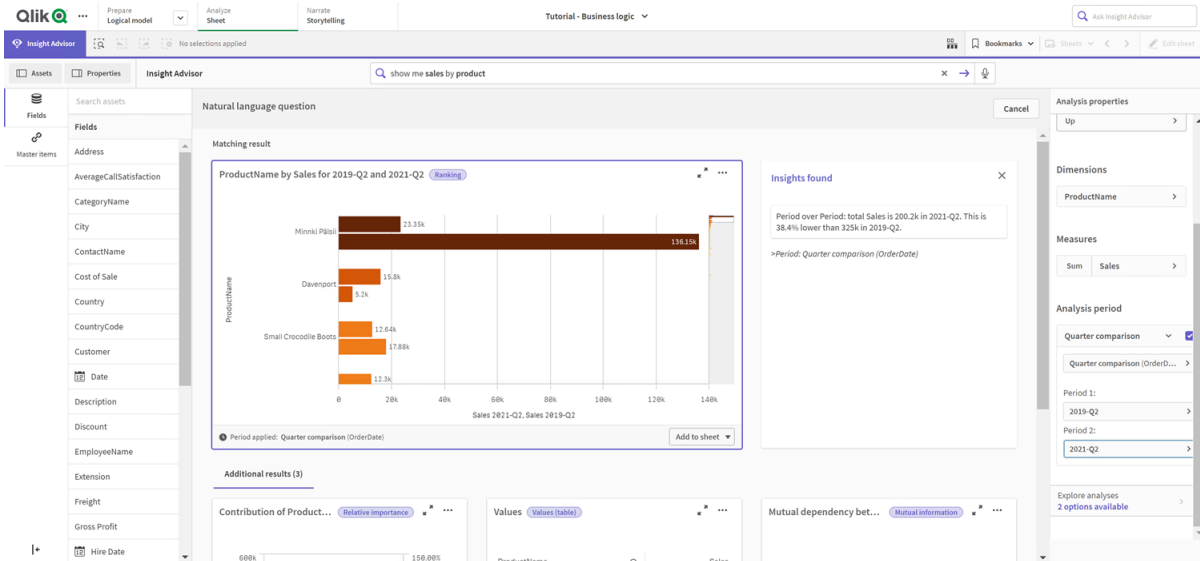 Qlik
Prepare
Logical model
Analyze
Sheet
Narrate
Storytelling
Tutorial - Business logic
Ask Insight Advisor
Insight Advisor
No selections applied
Bookmarks
Sheets
Edit sheet
Assets
Properties
Insight Advisor
show me sales by product
Fields
Master items
Search assets
Fields
Address
AverageCallSatisfaction
CategoryName
City
ContactName
Cost of Sale
Country
CountryCode
Customer
Date
Description
Discount
EmployeeName
Extension
Freight
Gross Profit
Hire Date
Natural language question
Cancel
Matching result
ProductName by Sales for 2019-Q2 and 2021-Q2
Ranking
ProductName
Minnki Pälsii
23.35k
136.15k
Davenport
15.8k
5.2k
Small Crocodile Boots
12.64k
17.88k
12.3k
0 20k 40k 60k 80k 100k 120k 140k
Sales 2021-Q2, Sales 2019-Q2
Period applied: Quarter comparison (OrderDate)
Add to sheet
Insights found
Period over Period: total Sales is 200.2k in 2021-Q2. This is
38.4% lower than 325k in 2019-Q2.
>Period: Quarter comparison (OrderDate)
Additional results (3)
Contribution of Product...
Relative importance
600k
150.00%
Values
Values (table)
ProductName
Sales
Mutual dependency bet...
Mutual information
Analysis properties
Up
Dimensions
ProductName
Measures
Sum
Sales
Analysis period
Quarter comparison
Quarter comparison (OrderD...
Period 1:
2019-Q2
Period 2:
2021-Q2
Explore analyses
2 options available